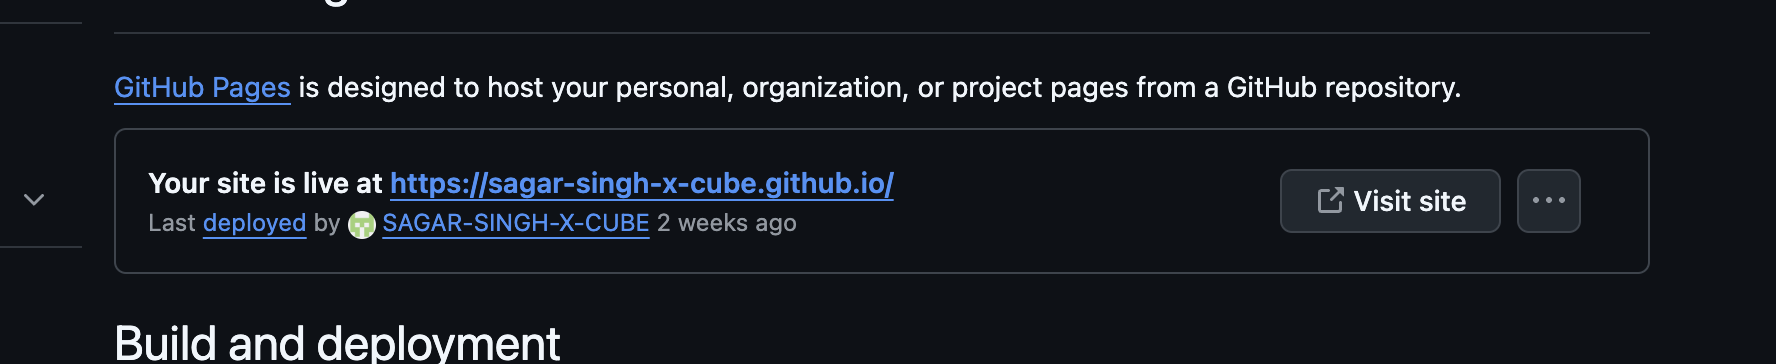 GitHub Pages is designed to host your personal, organization, or project pages from a GitHub repository.
Your site is live at https://sagar-singh-x-cube.github.io/
Last deployed by SAGAR-SINGH-X-CUBE 2 weeks ago
Visit site
Build and deployment